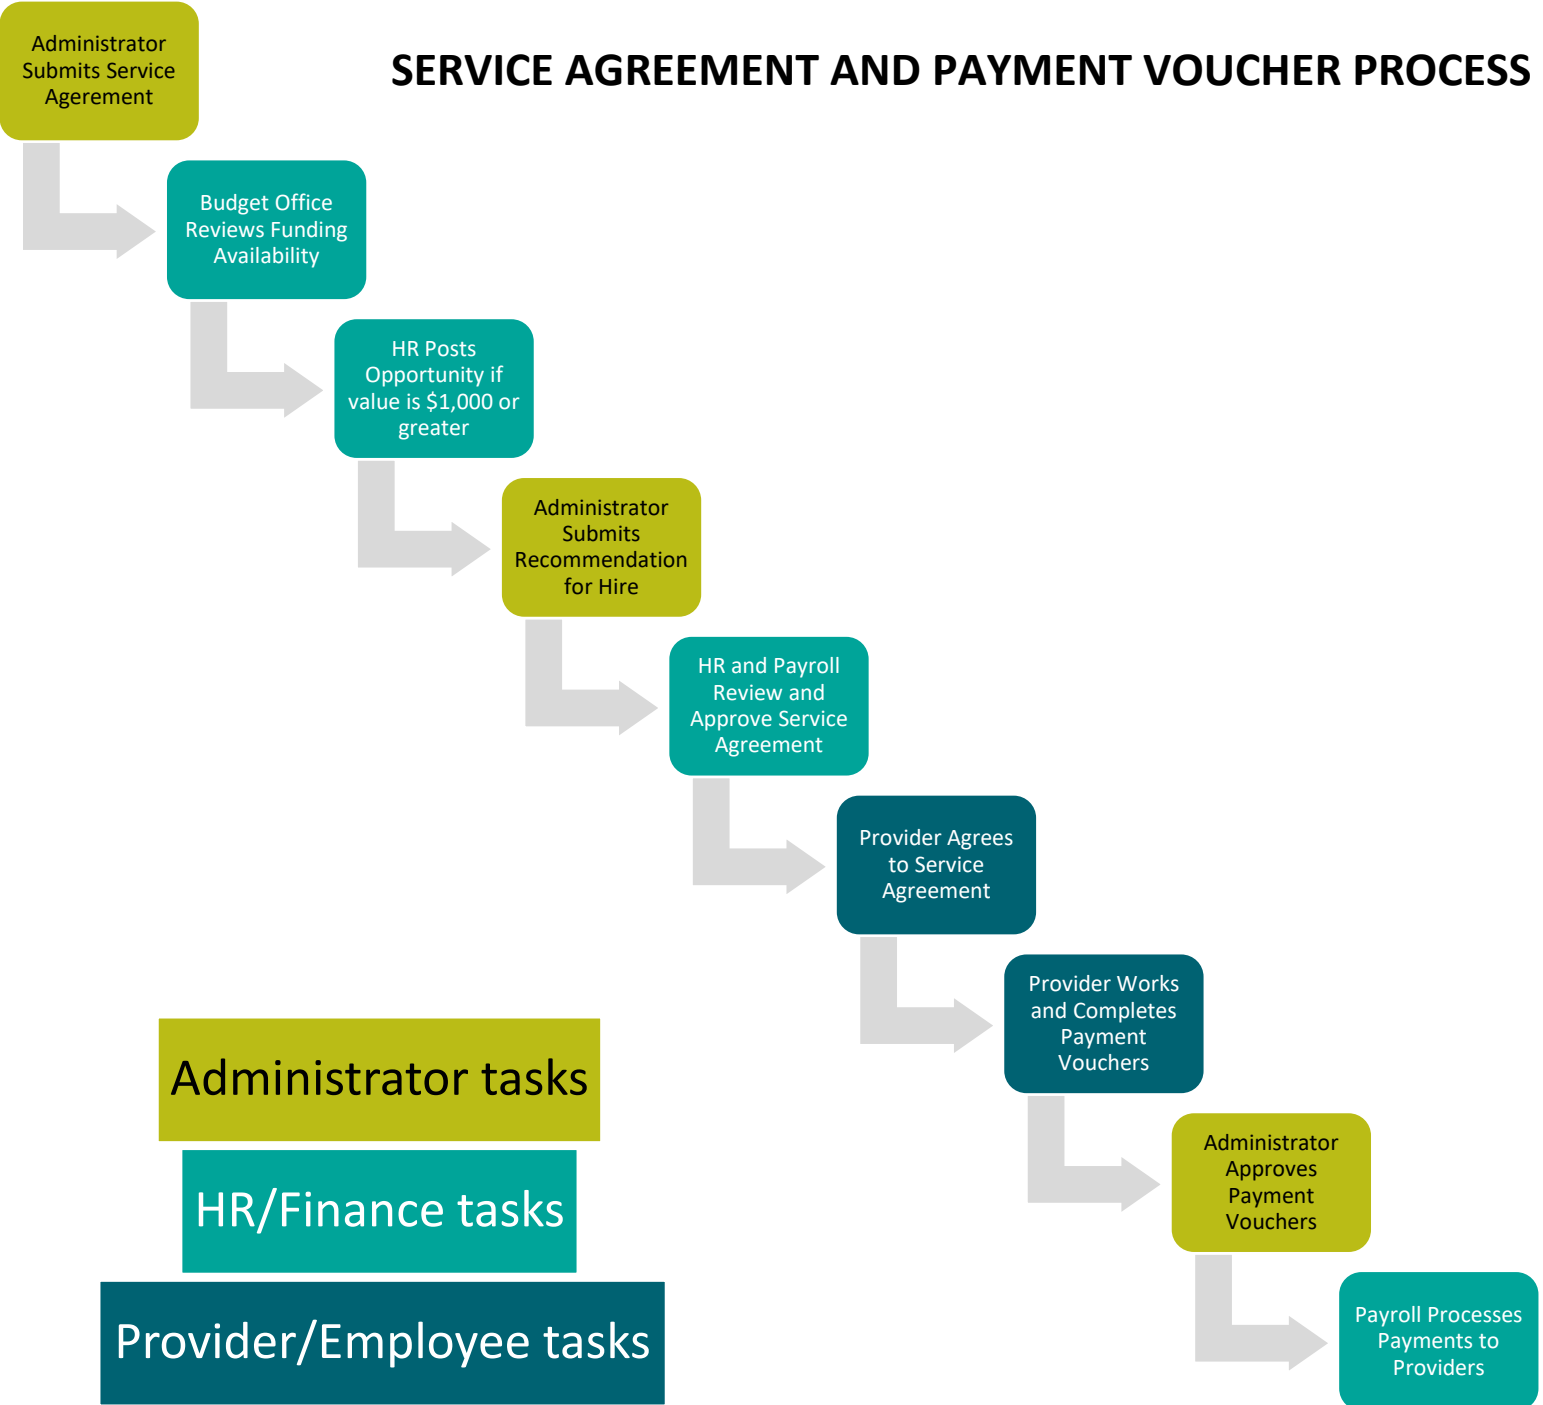 SERVICE AGREEMENT AND PAYMENT VOUCHER PROCESS
Administrator
Submits Service
Agerement
Budget Office
Reviews Funding
Availability
HR Posts
Opportunity if
value is $1,000 or
greater
Administrator
Submits
Recommendation
for Hire
HR and Payroll
Review and
Approve Service
Agreement
Provider Agrees
to Service
Agreement
Provider Works
and Completes
Payment
Vouchers
Administrator
Approves
Payment
Vouchers
Payroll Processes
Payments to
Providers
Administrator tasks
HR/Finance tasks
Provider/Employee tasks